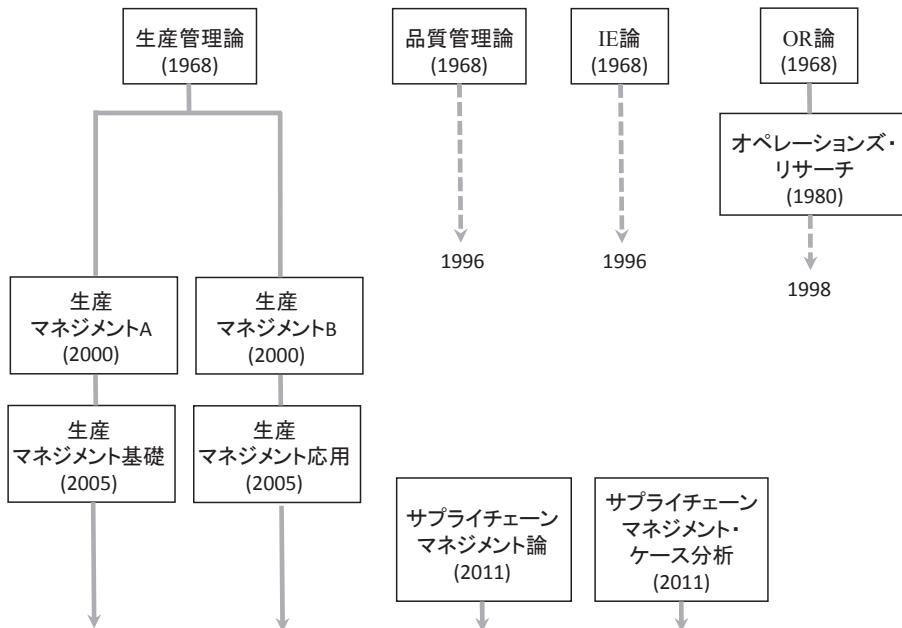 生産管理論
(1968)
品質管理論
(1968)
IE論
(1968)
OR論
(1968)
オペレーションズ・
リサーチ
(1980)
1996
1996
1998
生産
マネジメントA
(2000)
生産
マネジメントB
(2000)
生産
マネジメント基礎
(2005)
生産
マネジメント応用
(2005)
サプライチェーン
マネジメント論
(2011)
サプライチェーン
マネジメント・
ケース分析
(2011)